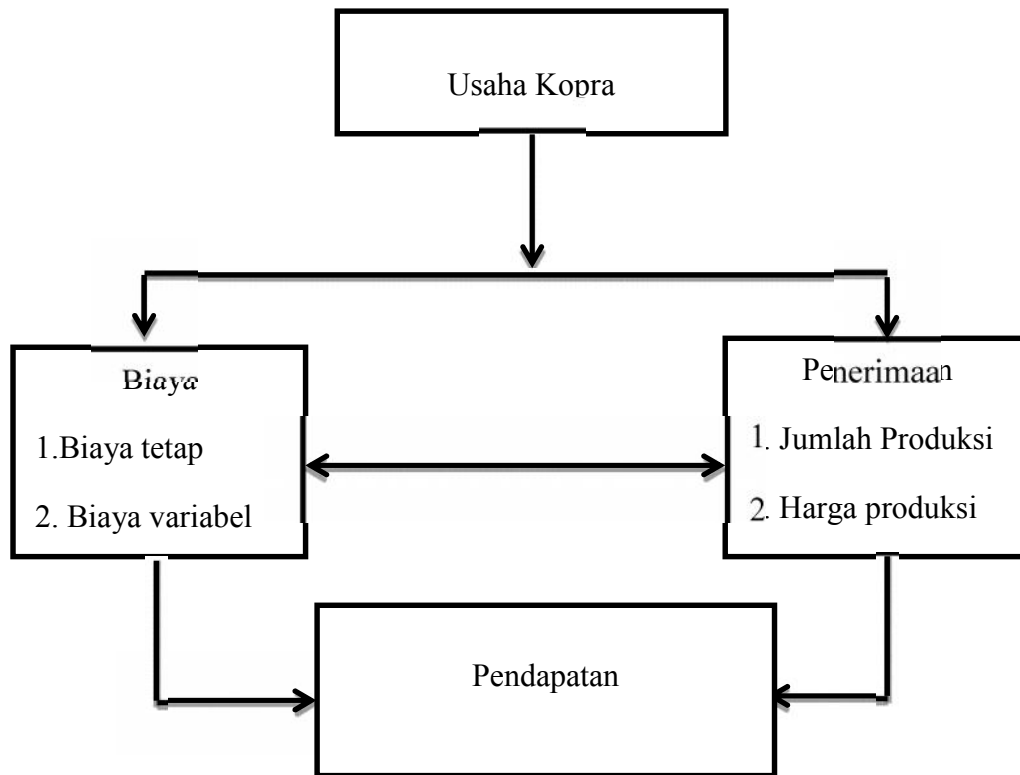 Usaha Kopra
Biaya
1.Biaya tetap
2. Biaya variabel
Penerimaan
1. Jumlah Produksi
2. Harga produksi
Pendapatan